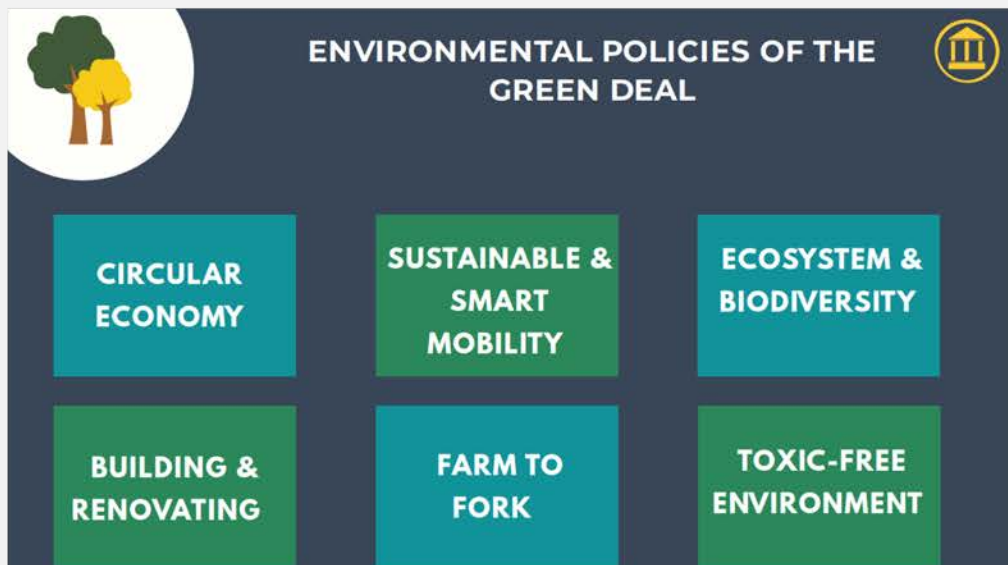 ENVIRONMENTAL POLICIES OF THE
GREEN DEAL
CIRCULAR
ECONOMY
SUSTAINABLE &
SMART
MOBILITY
ECOSYSTEM &
BIODIVERSITY
BUILDING &
RENOVATING
FARM TO
FORK
TOXIC-FREE
ENVIRONMENT